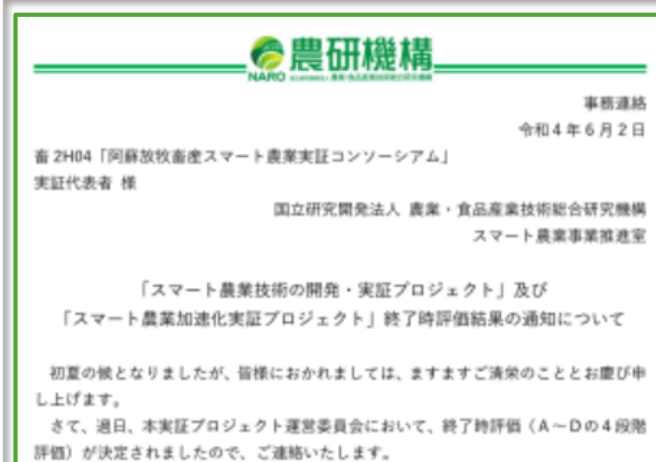 農研機構
NARO
事務連絡
令和4年6月2日
畜2H04「阿蘇放牧畜産スマート農業実証コンソーシアム」
実証代表者 様
国立研究開発法人 農業・食品産業技術総合研究機構
スマート農業事業推進室
「スマート農業技術の開発・実証プロジェクト」及び
「スマート農業加速化実証プロジェクト」終了時評価結果の通知について
初夏の候となりましたが、皆様におかれましては、ますますご清栄のこととお慶び申
し上げます。
さて、過日、本実証プロジェクト運営委員会において、終了時評価（A～Dの4段階
評価）が決定されましたので、ご連絡いたします。